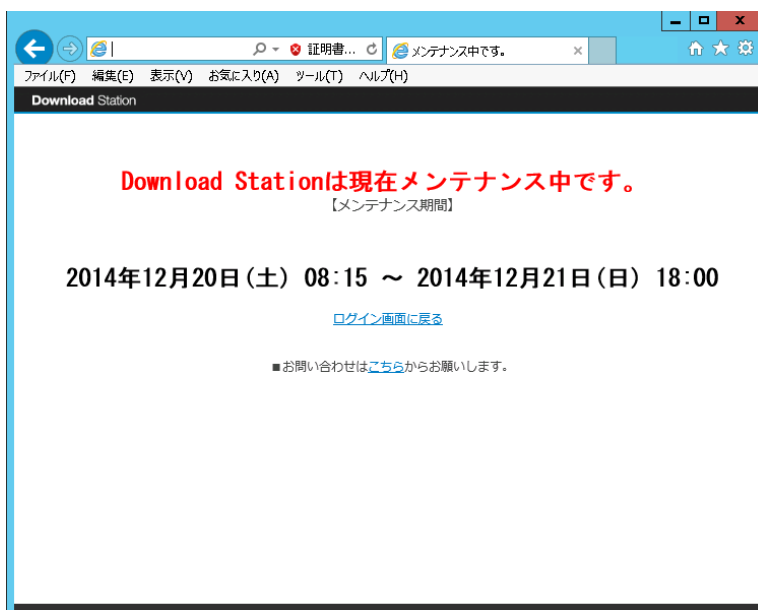 証明書...
メンテナンス中です。
ファイル(F) 編集(E) 表示(V) お気に入り(A) ツール(T) ヘルプ(H)
Download Station
Download Stationは現在メンテナンス中です。
【メンテナンス期間】
2014年12月20日(土) 08:15 ～ 2014年12月21日(日) 18:00
ログイン画面に戻る
■お問い合わせはこちらからお願いします。